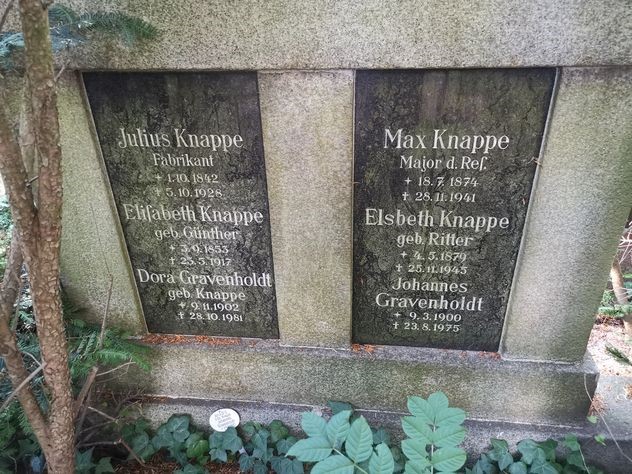 Julius Knappe
Fabrikant
+ 1.10.1842
+ 5.10.1928
Eliſabeth Knappe
geb. Günther
+ 3.9.1853
+ 23.5.1917
Dora Gravenholdt
geb. Knappe
+ 9.11.1902
+ 28.10.1981
Max Knappe
Major d. Reſ.
+ 18.7.1874
+ 28.11.1941
Elsbeth Knappe
geb. Ritter
+ 4.5.1879
+ 25.11.1945
Johannes
Gravenholdt
+ 9.3.1900
+ 23.8.1975